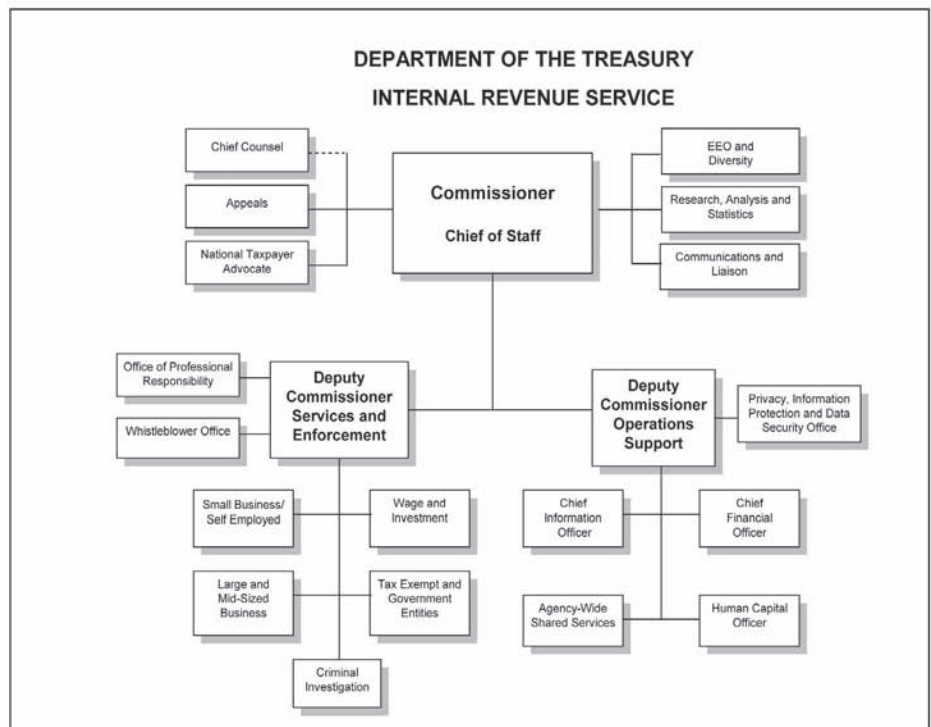 DEPARTMENT OF THE TREASURY
INTERNAL REVENUE SERVICE
Chief Counsel
Appeals
National Taxpayer
Advocate
Commissioner
Chief of Staff
EEO and
Diversity
Research, Analysis and
Statistics
Communications and
Liaison
Office of Professional
Responsibility
Whistleblower Office
Deputy
Commissioner
Services and
Enforcement
Deputy
Commissioner
Operations
Support
Privacy, Information
Protection and Data
Security Office
Small Business/
Self Employed
Wage and
Investment
Large and
Mid-Sized
Business
Tax Exempt and
Government
Entities
Criminal
Investigation
Chief
Information
Officer
Chief
Financial
Officer
Agency-Wide
Shared Services
Human Capital
Officer